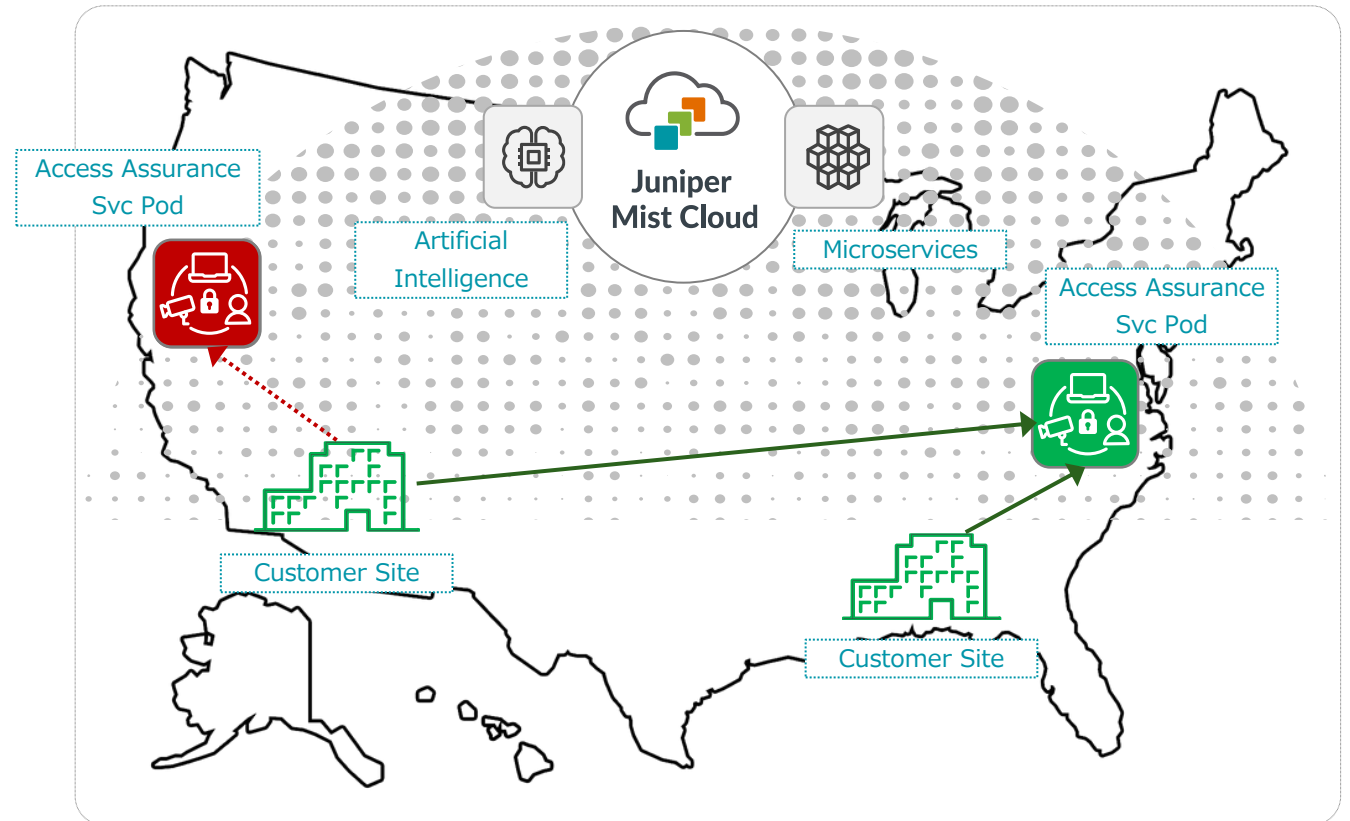 Juniper
Mist Cloud
Access Assurance
Svc Pod
Artificial
Intelligence
Microservices
Access Assurance
Svc Pod
Customer Site
Customer Site